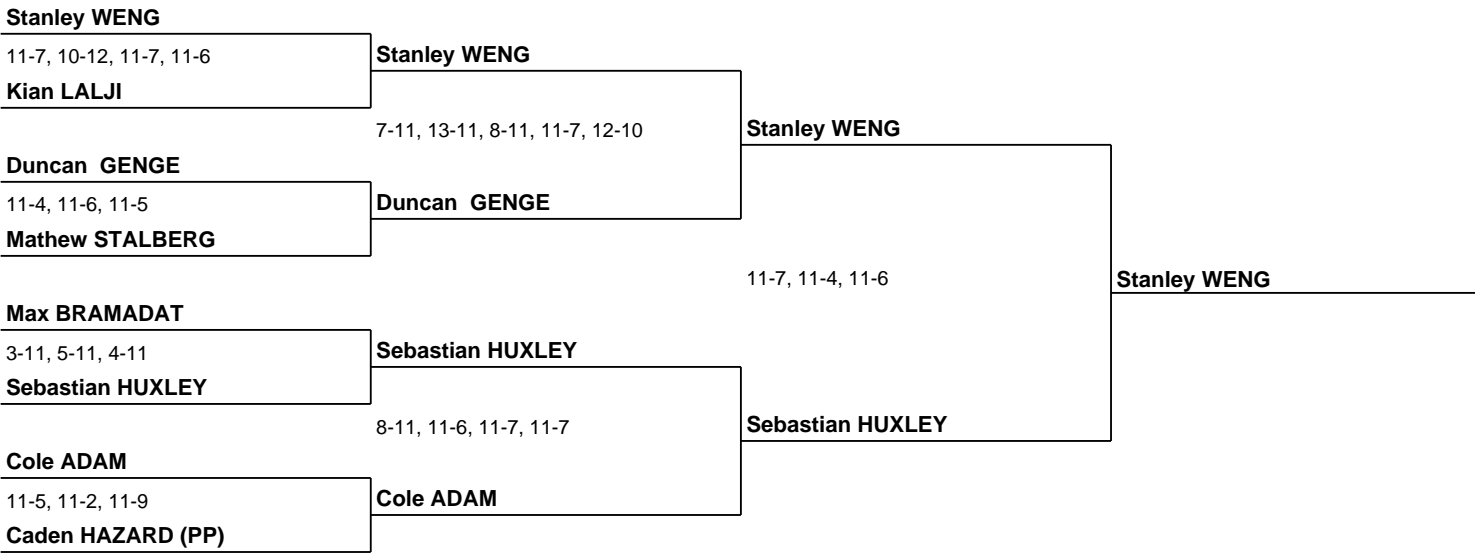 Stanley WENG
11-7, 10-12, 11-7, 11-6
Kian LALJI
Stanley WENG
7-11, 13-11, 8-11, 11-7, 12-10
Duncan  GENGE
11-4, 11-6, 11-5
Mathew STALBERG
Duncan  GENGE
Stanley WENG
11-7, 11-4, 11-6
Stanley WENG
Max BRAMADAT
3-11, 5-11, 4-11
Sebastian HUXLEY
Sebastian HUXLEY
8-11, 11-6, 11-7, 11-7
Sebastian HUXLEY
Cole ADAM
11-5, 11-2, 11-9
Caden HAZARD (PP)
Cole ADAM